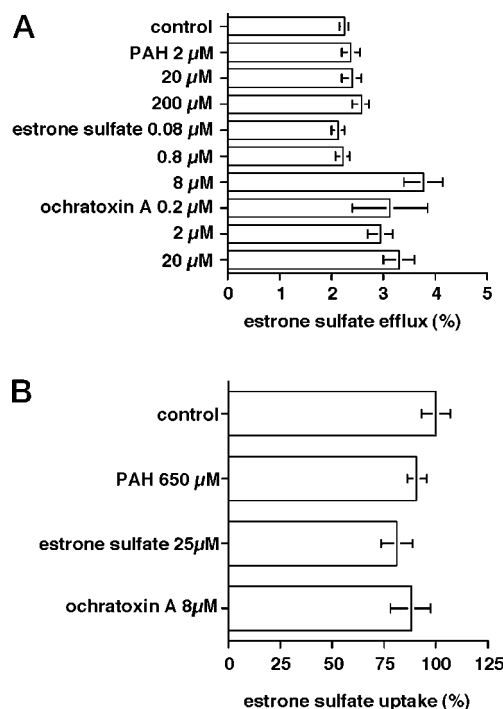 A
control
PAH 2 µM
20 µM
200 µM
estrone sulfate 0.08 µM
0.8 µM
8 µM
ochratoxin A 0.2 µM
2 µM
20 µM
0 1 2 3 4 5
estrone sulfate efflux (%)
B
control
PAH 650 µM
estrone sulfate 25µM
ochratoxin A 8µM
0 25 50 75 100 125
estrone sulfate uptake (%)